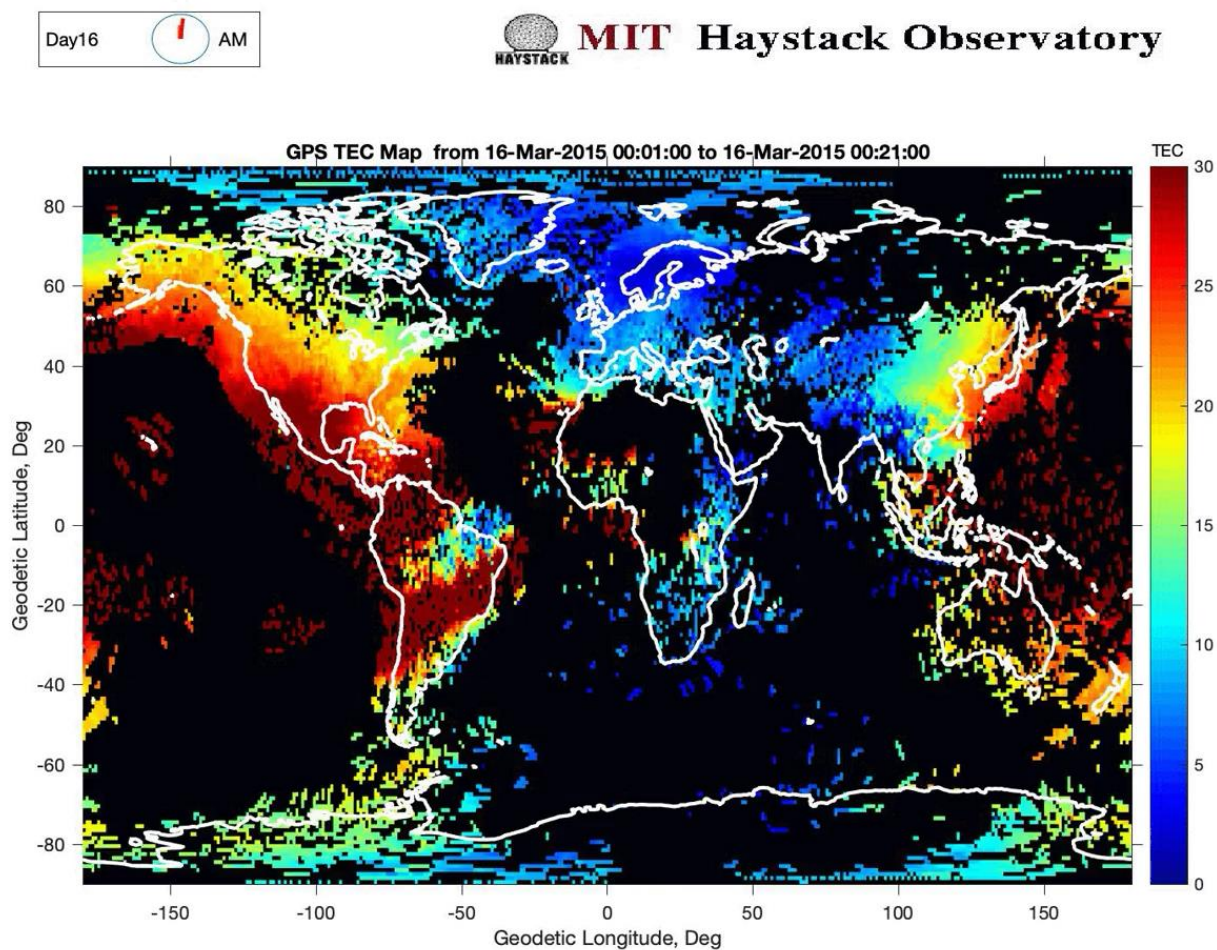 Day16 AM
HAYSTACK
MIT Haystack Observatory
GPS TEC Map from 16-Mar-2015 00:01:00 to 16-Mar-2015 00:21:00
TEC
30
25
20
15
10
5
0
Geodetic Latitude, Deg
80
60
40
20
0
-20
-40
-60
-80
-150 -100 -50 0 50 100 150
Geodetic Longitude, Deg